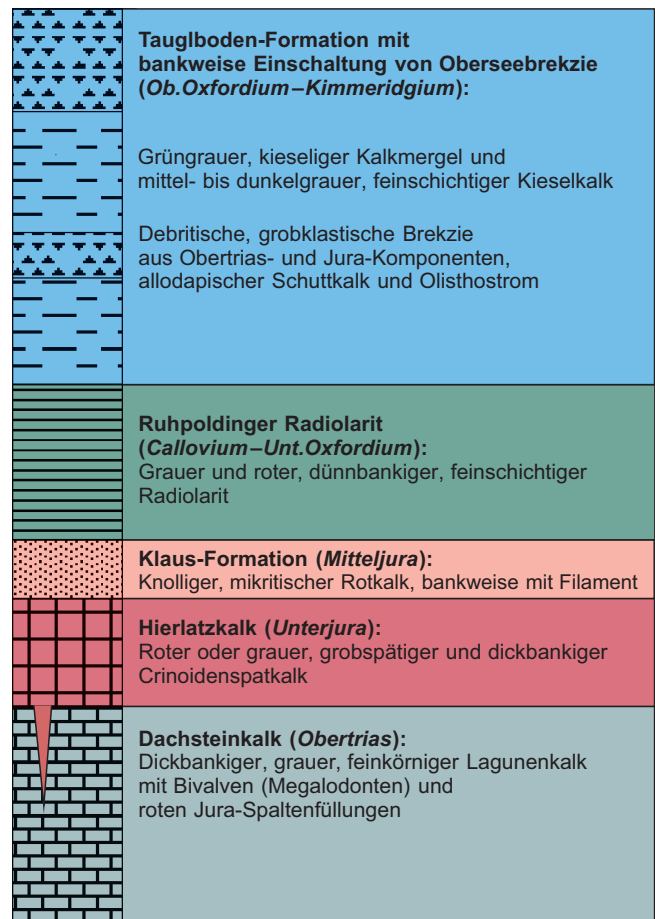 Tauglboden-Formation mit
bankweise Einschaltung von Oberseebrekzie
(Ob.Oxfordium–Kimmeridgium):
Grüngrauer, kieseliger Kalkmergel und
mittel- bis dunkelgrauer, feinschichtiger Kieselkalk
Debritische, grobklastische Brekzie
aus Obertrias- und Jura-Komponenten,
allodapischer Schuttkalk und Olisthostrom
Ruhpoldinger Radiolarit
(Callovium–Unt.Oxfordium):
Grauer und roter, dünnbankiger, feinschichtiger
Radiolarit
Klaus-Formation (Mitteljura):
Knolliger, mikritischer Rotkalk, bankweise mit Filament
Hierlatzkalk (Unterjura):
Roter oder grauer, grobspätiger und dickbankiger
Crinoidenspatkalk
Dachsteinkalk (Obertrias):
Dickbankiger, grauer, feinkörniger Lagunenkalk
mit Bivalven (Megalodonten) und
roten Jura-Spaltenfüllungen